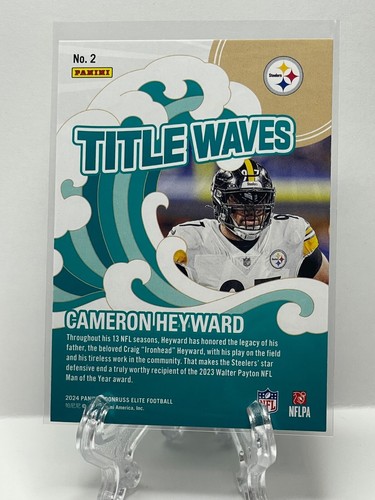 No. 2
PANINI
Steelers
TITLE WAVES
97
CAMERON HEYWARD
Throughout his 13 NFL seasons, Heyward has honored the legacy of his
father, the beloved Craig "Ironhead" Heyward, with his play on the field
and his tireless work in the community. That makes the Steelers' star
defensive end a truly worthy recipient of the 2023 Walter Payton NFL
Man of the Year award.
NFL
NFLPA
2024 DONRUSS ELITE FOOTBALL
America, Inc.